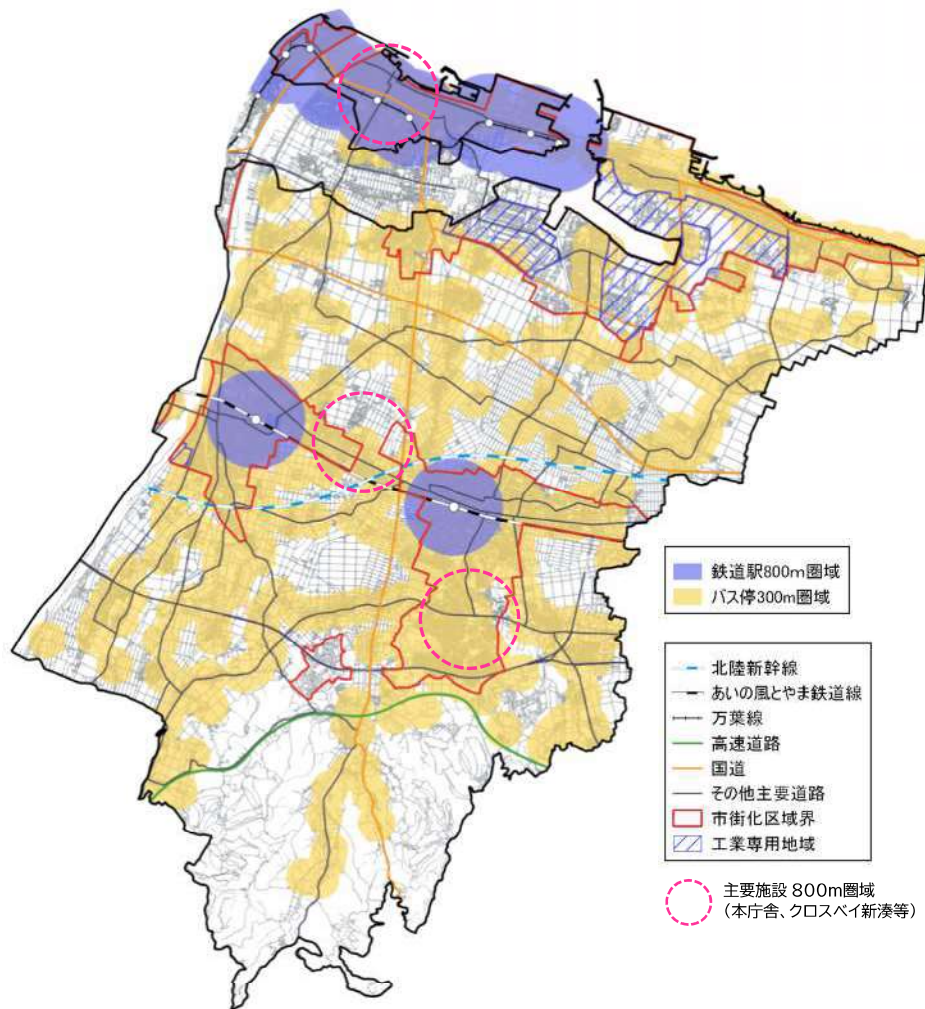 鉄道駅800m圏域
バス停300m圏域
北陸新幹線
あいの風とやま鉄道線
万葉線
高速道路
国道
その他主要道路
市街化区域界
工業専用地域
主要施設 800m圏域
(本庁舎、クロスベイ新湊等)